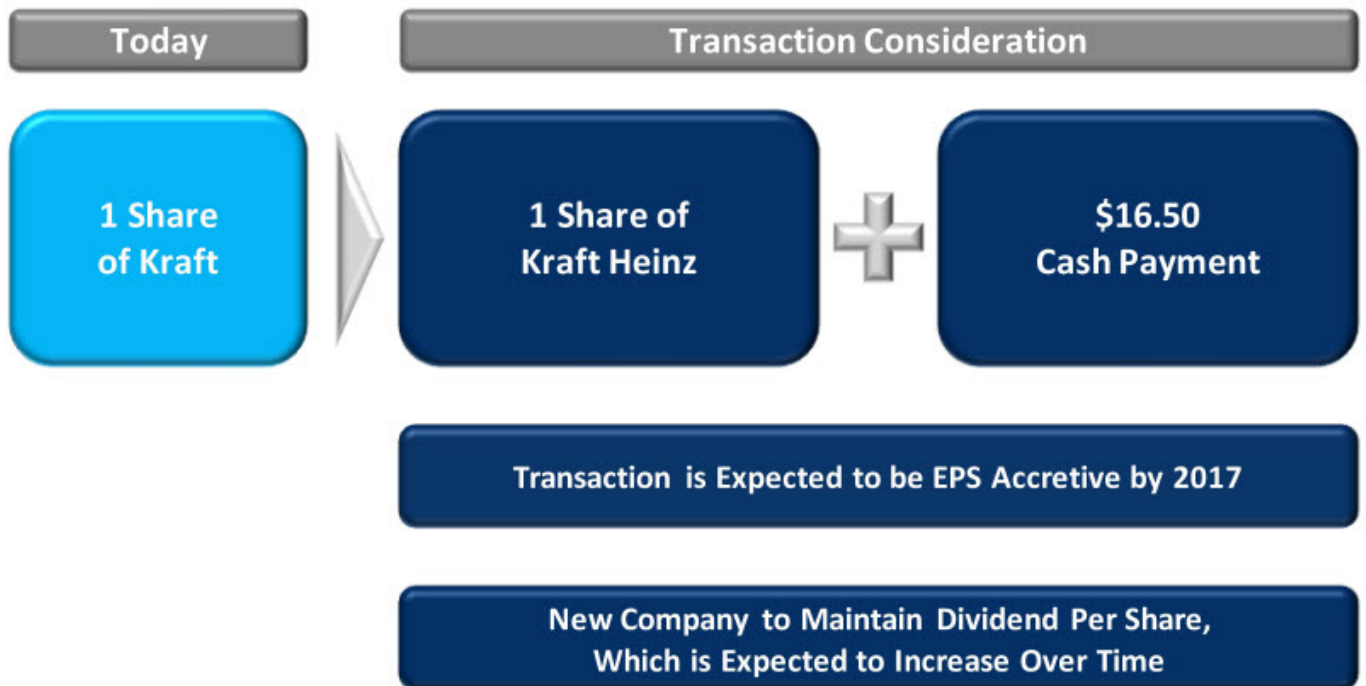 Today
Transaction Consideration
1 Share
of Kraft
1 Share of
Kraft Heinz
$16.50
Cash Payment
Transaction is Expected to be EPS Accretive by 2017
New Company to Maintain Dividend Per Share,
Which is Expected to Increase Over Time